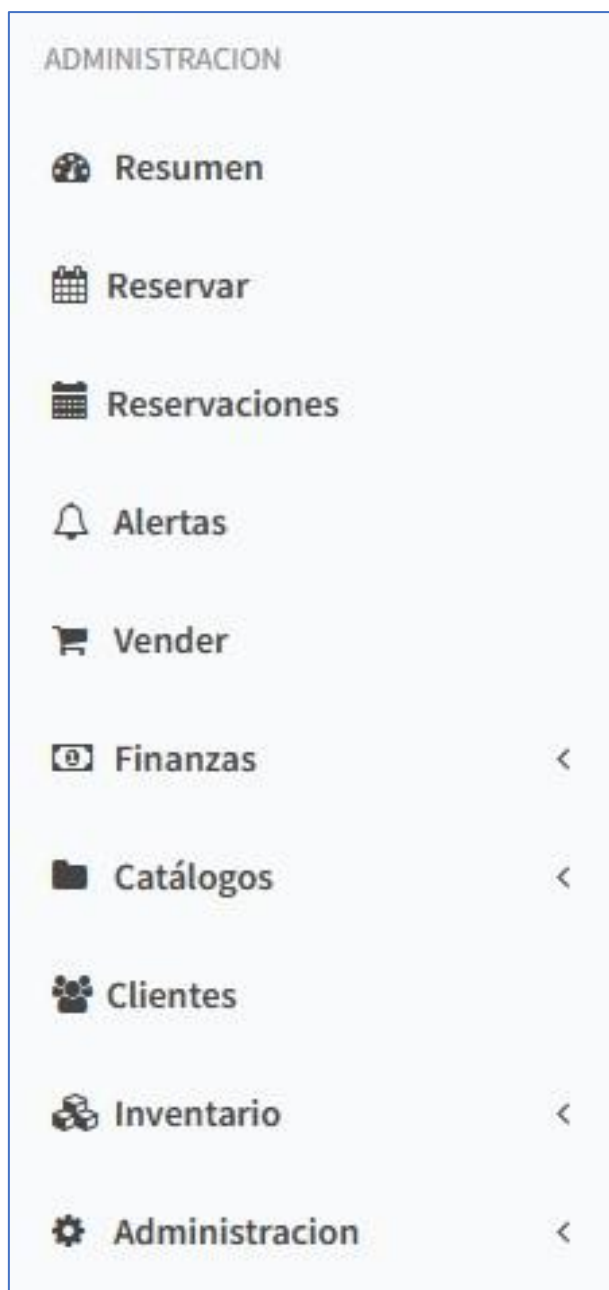 ADMINISTRACION
Resumen
Reservar
Reservaciones
Alertas
Vender
Finanzas
Catálogos
Clientes
Inventario
Administracion